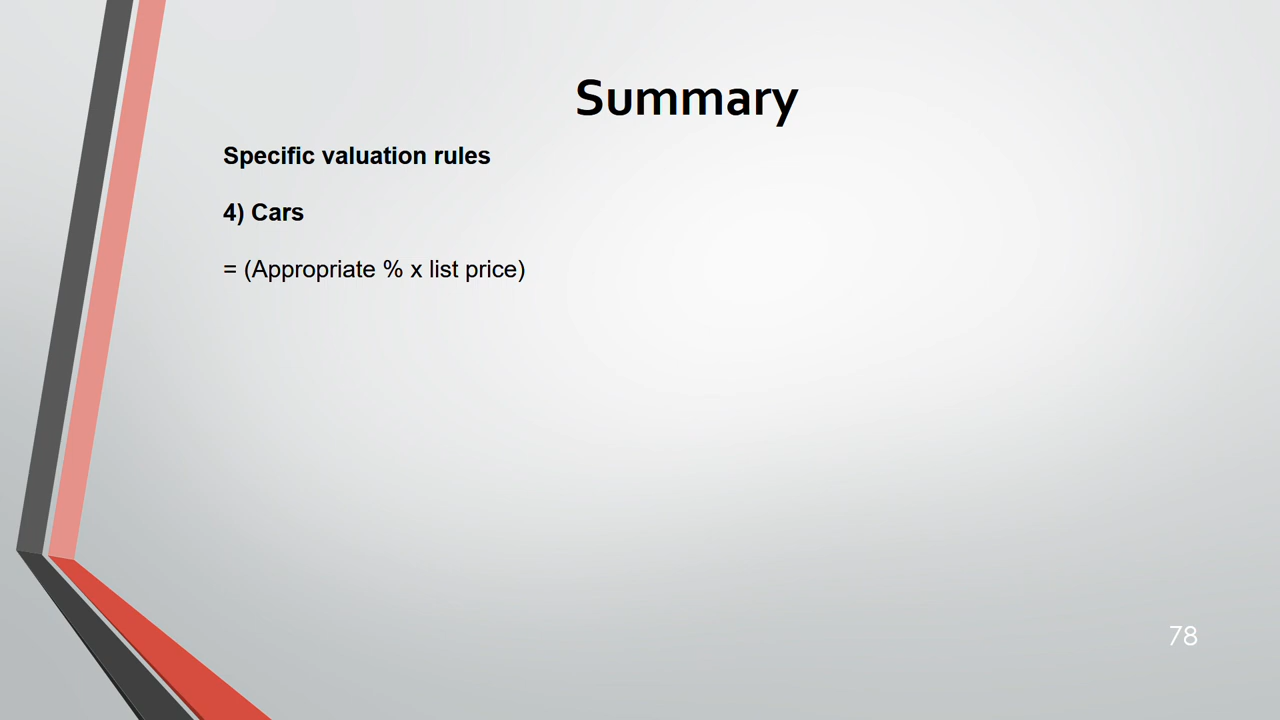 Summary
Specific valuation rules
4) Cars
= (Appropriate % x list price)
78